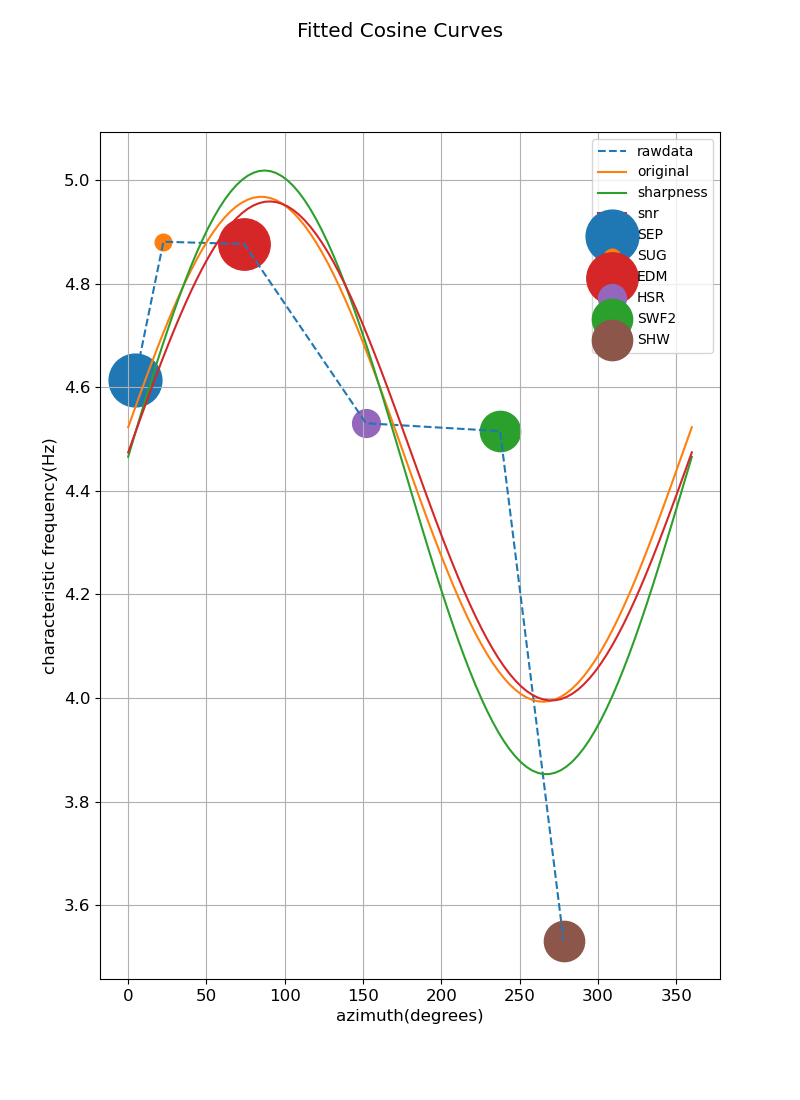 Fitted Cosine Curves
rawdata
original
sharpness
snr
SEP
SUG
EDM
HSR
SWF2
SHW
5.0
4.8
4.6
4.4
4.2
4.0
3.8
3.6
characteristic frequency(Hz)
0 50 100 150 200 250 300 350
azimuth(degrees)